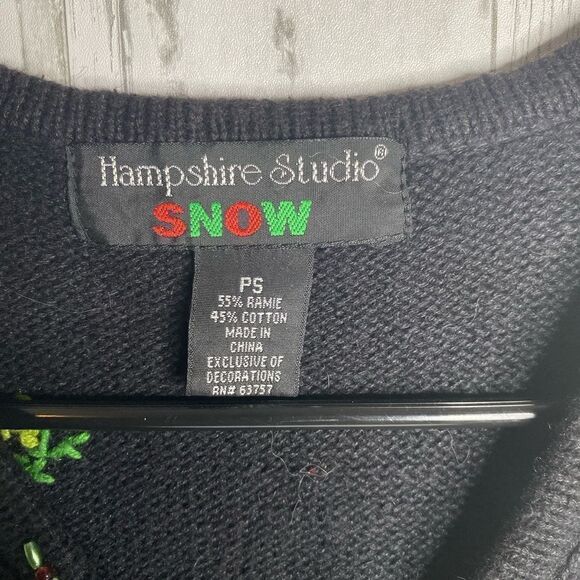 Hampshire Studio®
SNOW
PS
55% RAMIE
45% COTTON
MADE IN
CHINA
EXCLUSIVE OF
DECORATIONS
RN# 63757